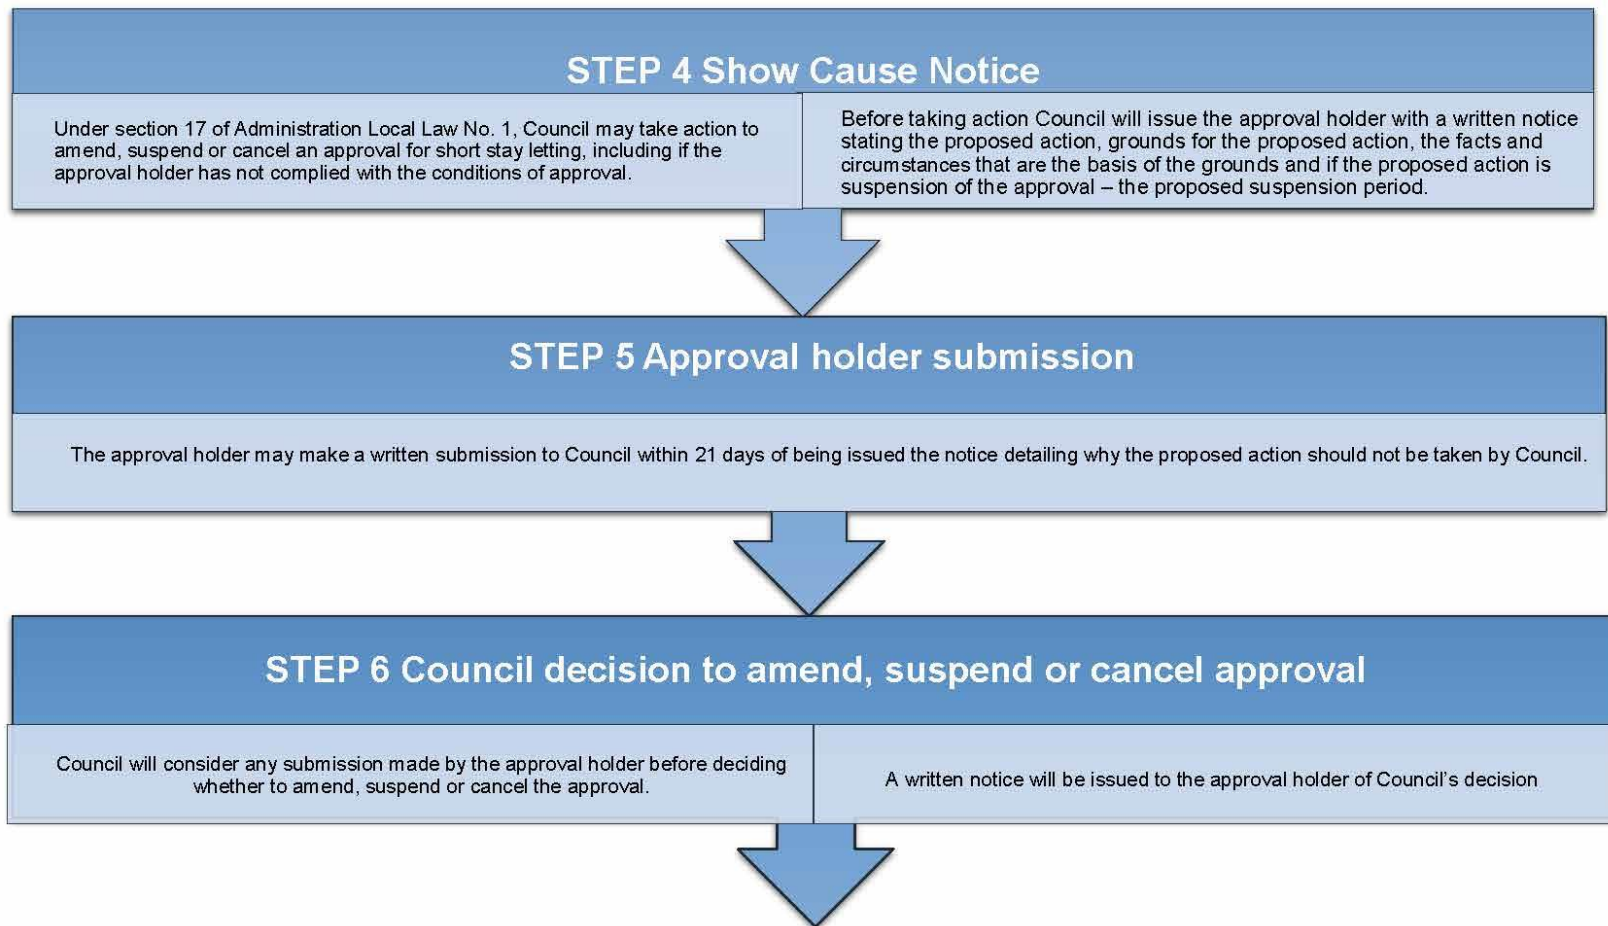 STEP 4 Show Cause Notice
Under section 17 of Administration Local Law No. 1, Council may take action to
amend, suspend or cancel an approval for short stay letting, including if the
approval holder has not complied with the conditions of approval.
Before taking action Council will issue the approval holder with a written notice
stating the proposed action, grounds for the proposed action, the facts and
circumstances that are the basis of the grounds and if the proposed action is
suspension of the approval – the proposed suspension period.
STEP 5 Approval holder submission
The approval holder may make a written submission to Council within 21 days of being issued the notice detailing why the proposed action should not be taken by Council.
STEP 6 Council decision to amend, suspend or cancel approval
Council will consider any submission made by the approval holder before deciding
whether to amend, suspend or cancel the approval.
A written notice will be issued to the approval holder of Council's decision